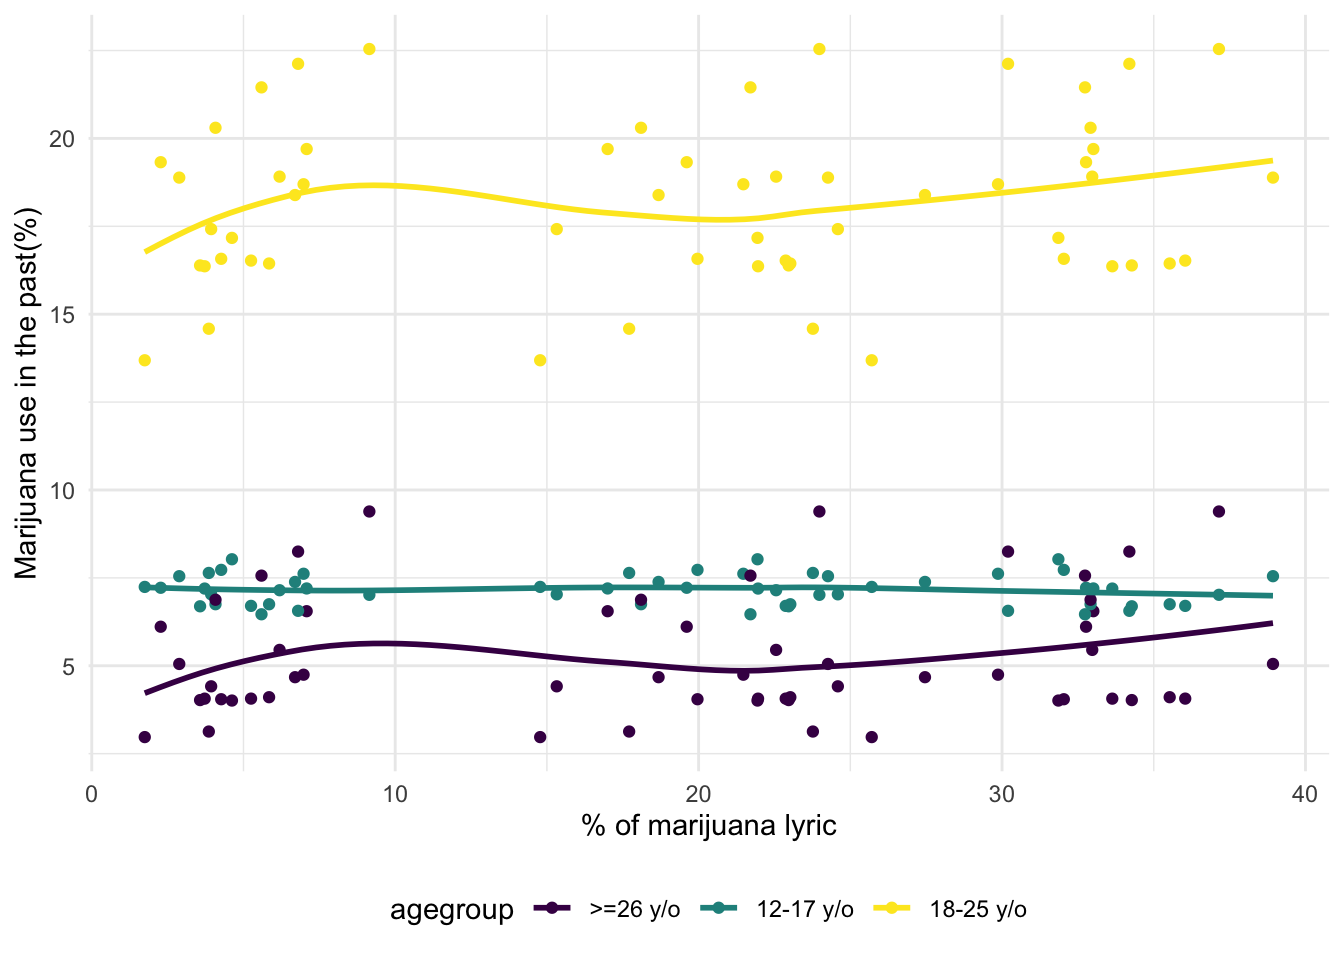 Marijuana use in the past(%)
20
15
10
5
0 10 20 30 40
% of marijuana lyric
agegroup >=26 y/o 12-17 y/o 18-25 y/o